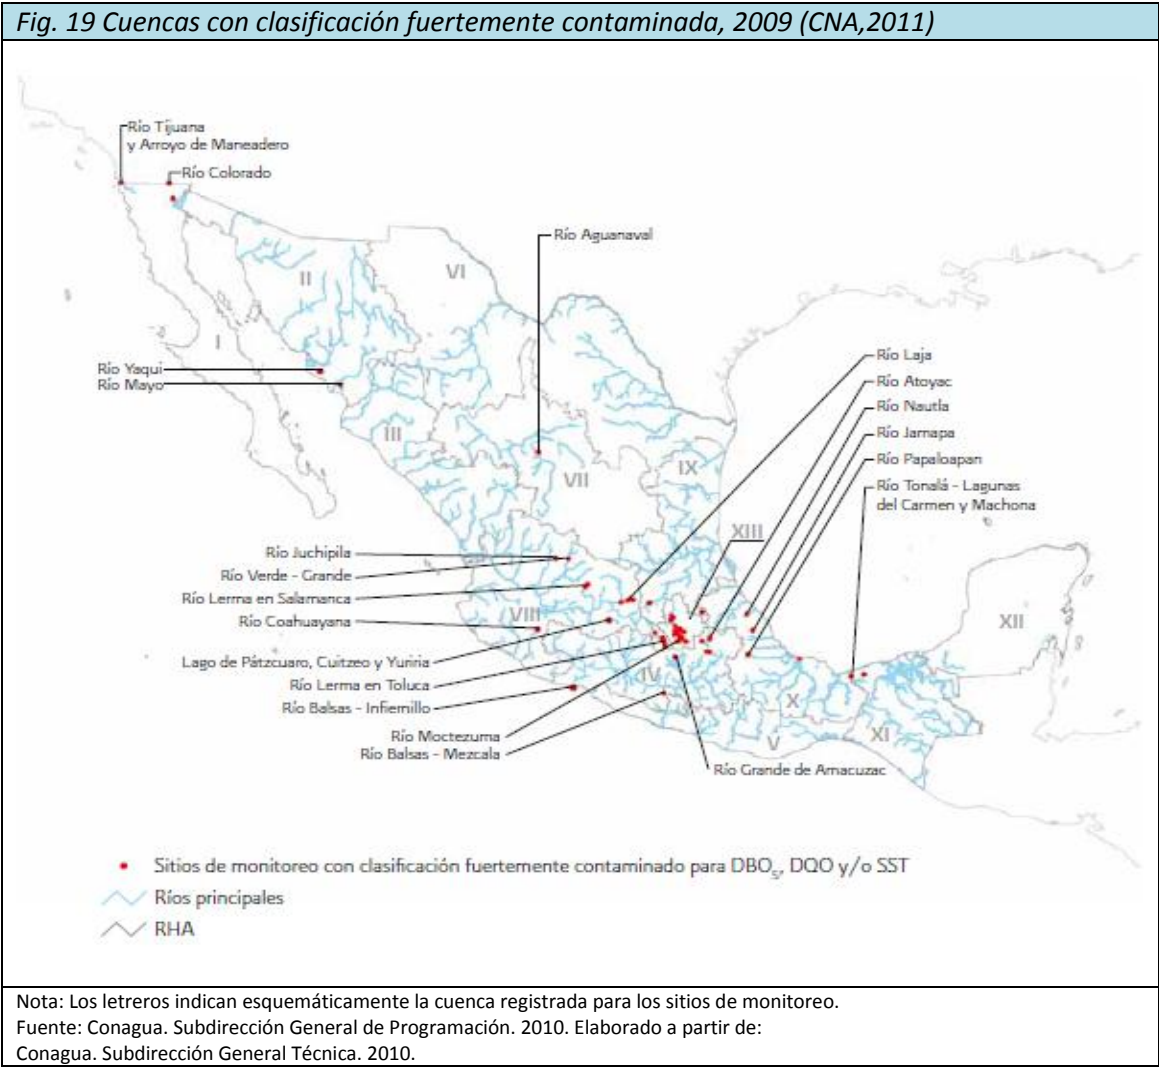 Fig. 19 Cuencas con clasificación fuertemente contaminada, 2009 (CNA,2011)
Río Tijuana
y Arroyo de Maneadero
Río Colorado
Río Aguanaval
II
VI
I
Río Yaqui
Río Mayo
III
VII
IX
XIII
Río Laja
Río Atoyac
Río Nautla
Río Jamapa
Río Papaloapan
Río Tonalá - Lagunas
del Carmen y Machona
Río Juchipila
Río Verde - Grande
Río Lerma en Salamanca
Río Coahuayana
VIII
XII
Lago de Pátzcuaro, Cuitzeo y Yuriria
Río Lerma en Toluca
Río Balsas - Infiernillo
IV
X
Río Moctezuma
Río Balsas - Mezcala
V
XI
Río Grande de Amacuzac
Sitios de monitoreo con clasificación fuertemente contaminado para DBO₅, DQO y/o SST
Ríos principales
RHA
Nota: Los letreros indican esquemáticamente la cuenca registrada para los sitios de monitoreo.
Fuente: Conagua. Subdirección General de Programación. 2010. Elaborado a partir de:
Conagua. Subdirección General Técnica. 2010.